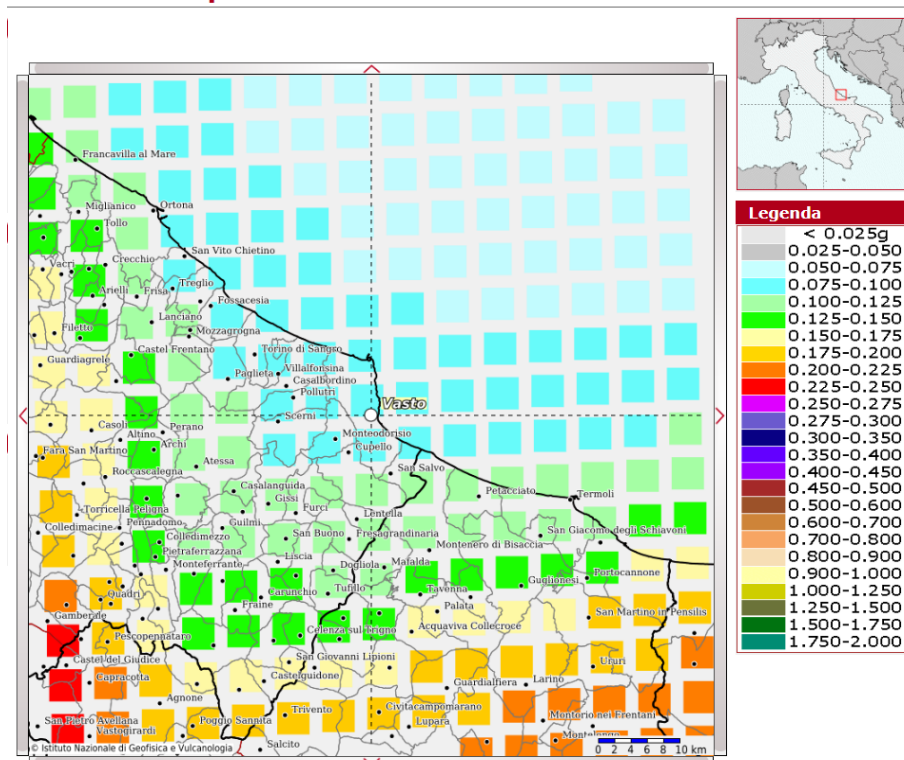 Francavilla al Mare
Miglianico
Ortona
Tollo
San Vito Chietino
Vacri
Crecchio
Treglio
Arielli
Frisa
Fossacesia
Lanciano
Filetto
Mozzagrogna
Castel Frentano
Torino di Sangro
Guardiagrele
Villalfonsina
Paglieta
Casalbordino
Pollutri
Vasto
Casoli
Perano
Scerni
Altino
Monteodorisio
Archi
Cupello
Fara San Martino
Atessa
San Salvo
Roccascalegna
Casalanguida
Petacciato
Termoli
Gissi
Torricella Peligna
Furci
Lentella
Colledimacine
Pennadomo
Guilmi
San Giacomo degli Schiavoni
Colledimezzo
San Buono
Fresagrandinaria
Pietraferrazzana
Montenero di Bisaccia
Liscia
Monteferrante
Dogliola
Mafalda
Portocannone
Quadri
Carunchio
Tufillo
Tavenna
Guglionesi
Fraine
Palata
Gamberale
San Martino in Pensilis
Pescopennataro
Celenza sul Trigno
Acquaviva Collecroce
Castel del Giudice
San Giovanni Lipioni
Ururi
Capracotta
Castelguidone
Guardialfiera
Larino
Agnone
Trivento
Civitacampomarano
San Pietro Avellana
Poggio Sannita
Montorio nei Frentani
Vastogirardi
Lupara
Salcito
© Istituto Nazionale di Geofisica e Vulcanologia
0 2 4 6 8 10 km
Legenda
< 0.025g
0.025-0.050
0.050-0.075
0.075-0.100
0.100-0.125
0.125-0.150
0.150-0.175
0.175-0.200
0.200-0.225
0.225-0.250
0.250-0.275
0.275-0.300
0.300-0.350
0.350-0.400
0.400-0.450
0.450-0.500
0.500-0.600
0.600-0.700
0.700-0.800
0.800-0.900
0.900-1.000
1.000-1.250
1.250-1.500
1.500-1.750
1.750-2.000